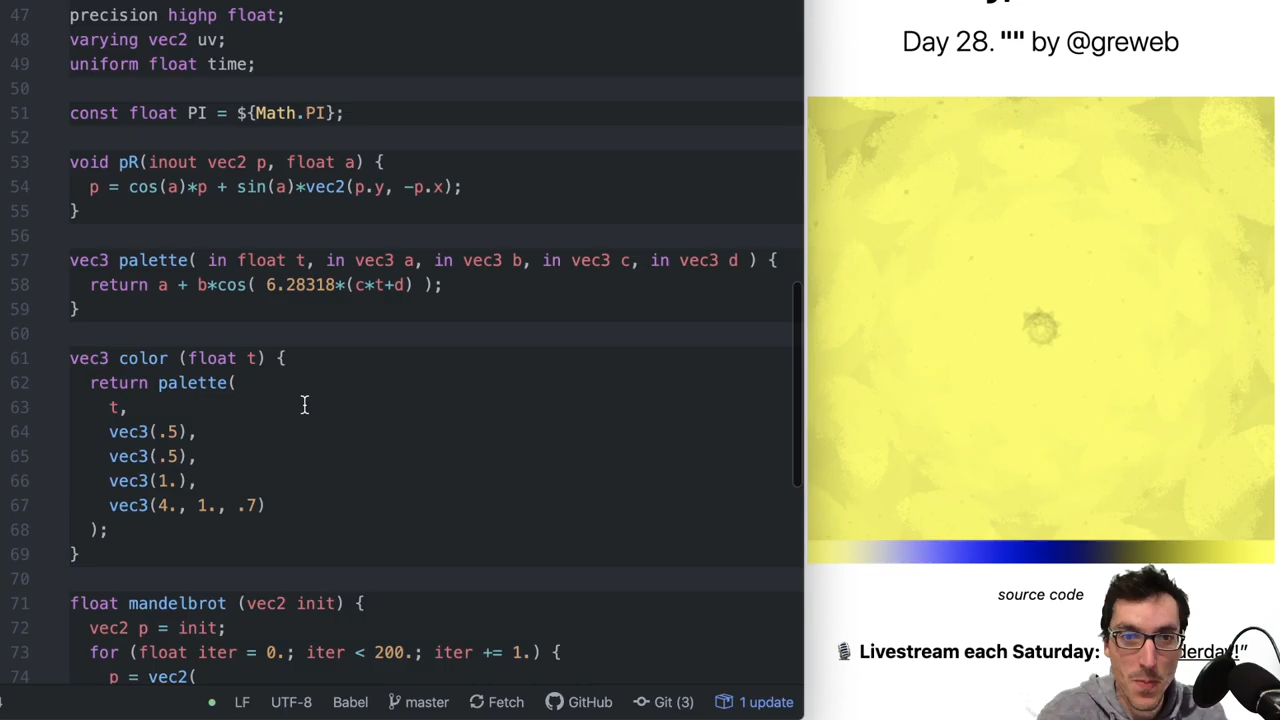 47 precision highp float;
48 varying vec2 uv;
49 uniform float time;
50
51 const float PI = ${Math.PI};
52
53 void pR(inout vec2 p, float a) {
54 p = cos(a)*p + sin(a)*vec2(p.y, -p.x);
55 }
56
57 vec3 palette( in float t, in vec3 a, in vec3 b, in vec3 c, in vec3 d ) {
58 return a + b*cos( 6.28318*(c*t+d) );
59 }
60
61 vec3 color (float t) {
62 return palette(
63 t,
64 vec3(.5),
65 vec3(.5),
66 vec3(1.),
67 vec3(4., 1., .7)
68 );
69 }
70
71 float mandelbrot (vec2 init) {
72 vec2 p = init;
73 for (float iter = 0.; iter < 200.; iter += 1.) {
74 p = vec2(
LF UTF-8 Babel master Fetch GitHub Git (3) 1 update
Day 28. "" by @greweb
source code
Livestream each Saturday: